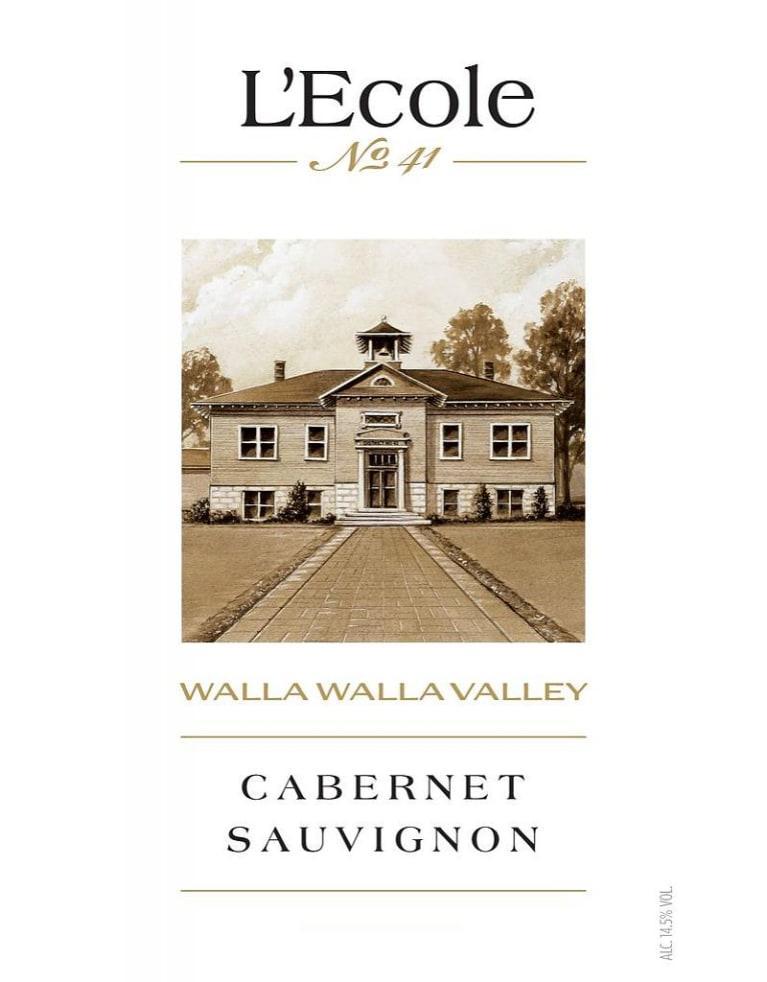 L'Ecole
No 41
WALLA WALLA VALLEY
CABERNET
SAUVIGNON
ALC. 14.5% VOL.